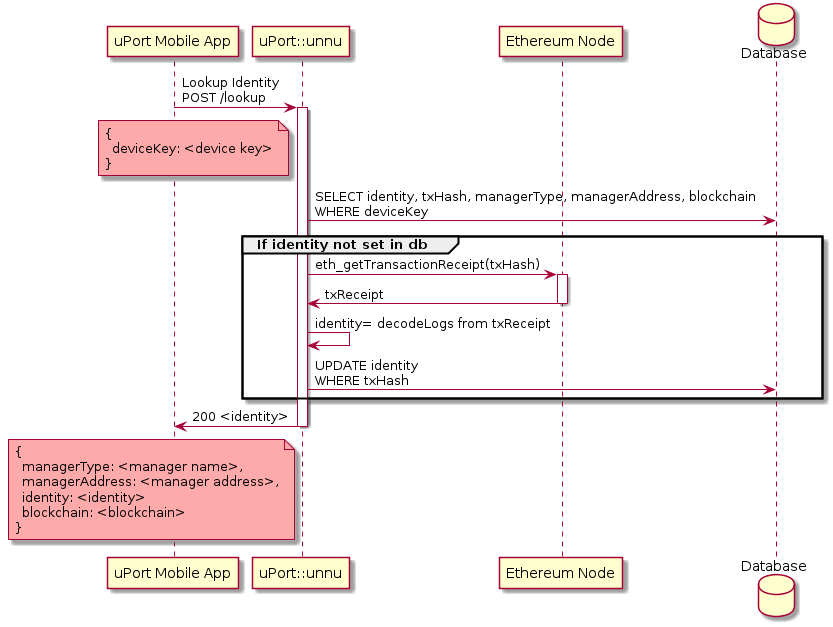 uPort Mobile App
uPort::unnu
Ethereum Node
Database
Lookup Identity
POST /lookup
{
deviceKey: <device key>
}
SELECT identity, txHash, managerType, managerAddress, blockchain
WHERE deviceKey
If identity not set in db
eth_getTransactionReceipt(txHash)
txReceipt
identity= decodeLogs from txReceipt
UPDATE identity
WHERE txHash
200 <identity>
{
managerType: <manager name>,
managerAddress: <manager address>,
identity: <identity>
blockchain: <blockchain>
}
uPort Mobile App
uPort::unnu
Ethereum Node
Database